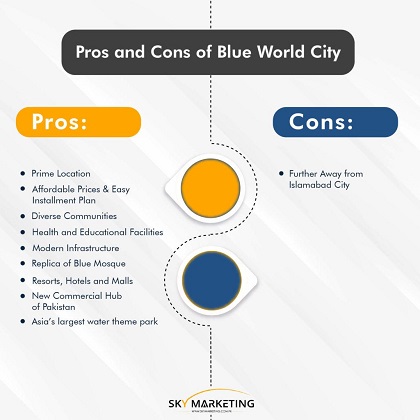 Pros and Cons of Blue World City
Pros:
Prime Location
Affordable Prices & Easy
Installment Plan
Diverse Communities
Health and Educational Facilities
Modern Infrastructure
Replica of Blue Mosque
Resorts, Hotels and Malls
New Commercial Hub
of Pakistan
Asia's largest water theme park
Cons:
Further Away from
Islamabad City
SKY MARKETING